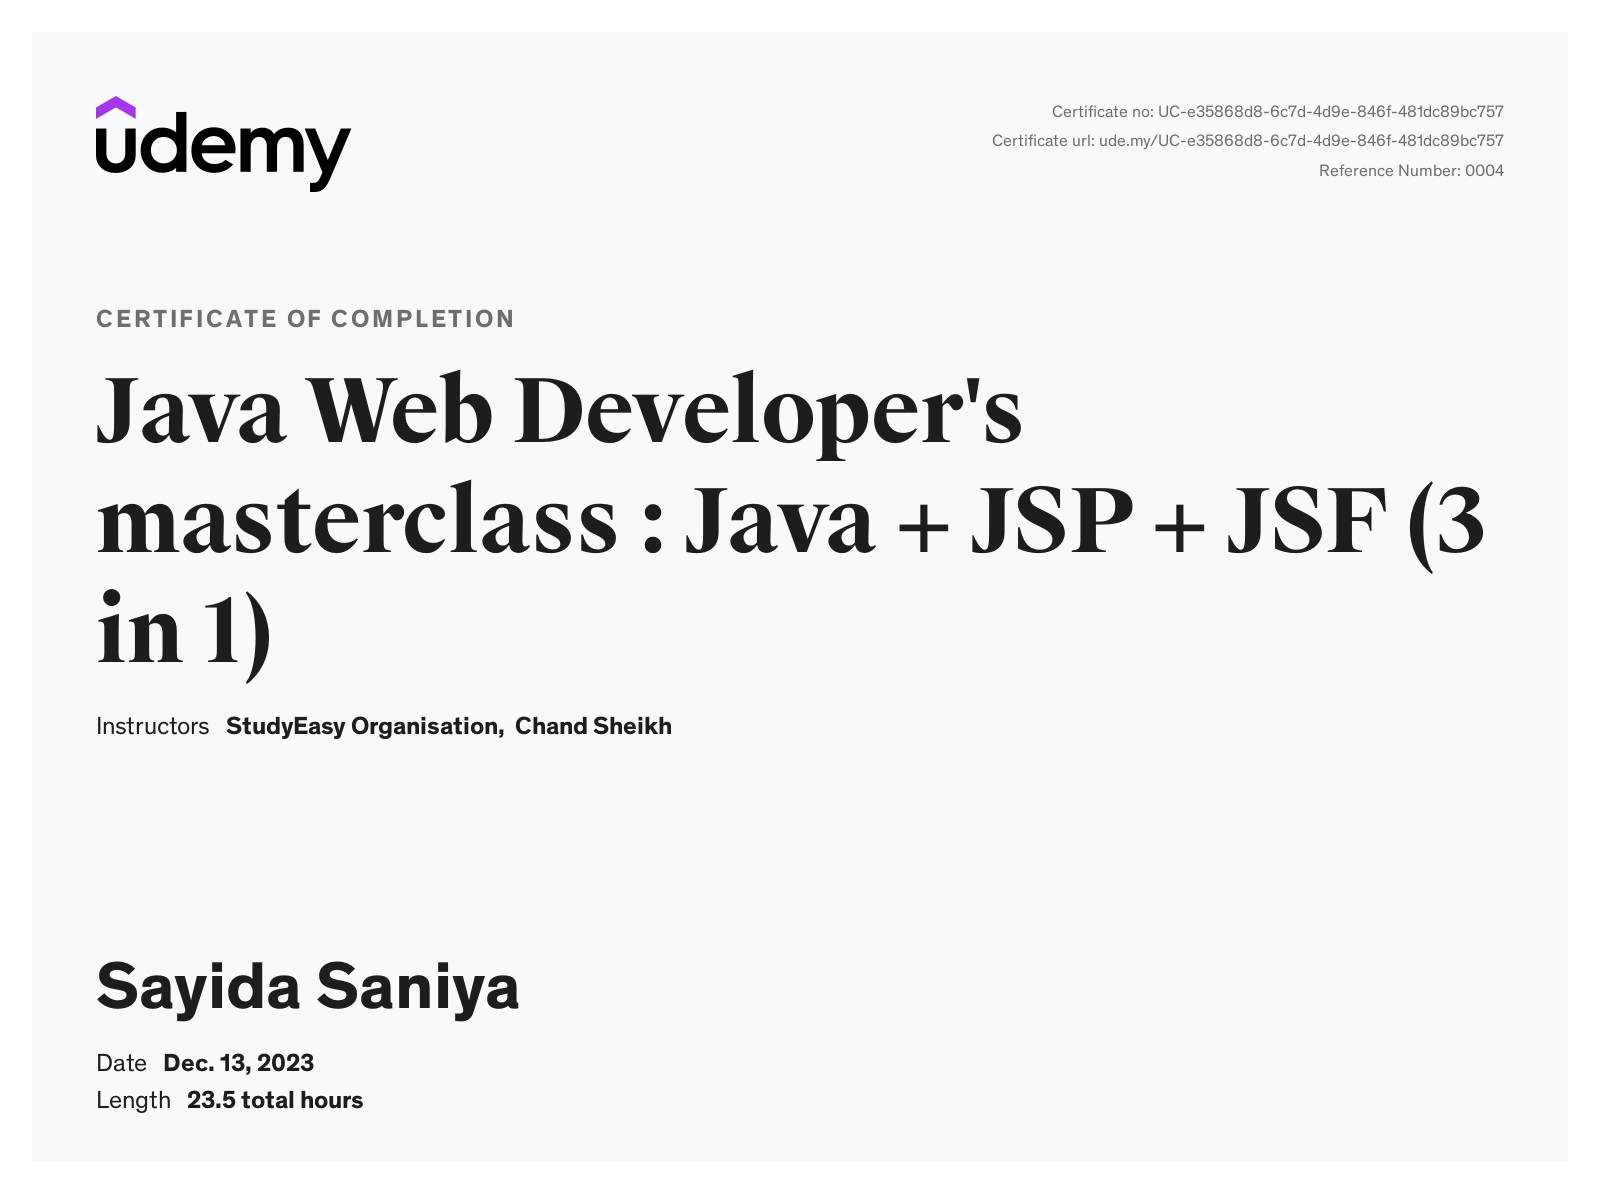 udemy
Certificate no: UC-e35868d8-6c7d-4d9e-846f-481dc89bc757
Certificate url: ude.my/UC-e35868d8-6c7d-4d9e-846f-481dc89bc757
Reference Number: 0004
CERTIFICATE OF COMPLETION
Java Web Developer's
masterclass : Java + JSP + JSF (3
in 1)
Instructors StudyEasy Organisation, Chand Sheikh
Sayida Saniya
Date Dec. 13, 2023
Length 23.5 total hours